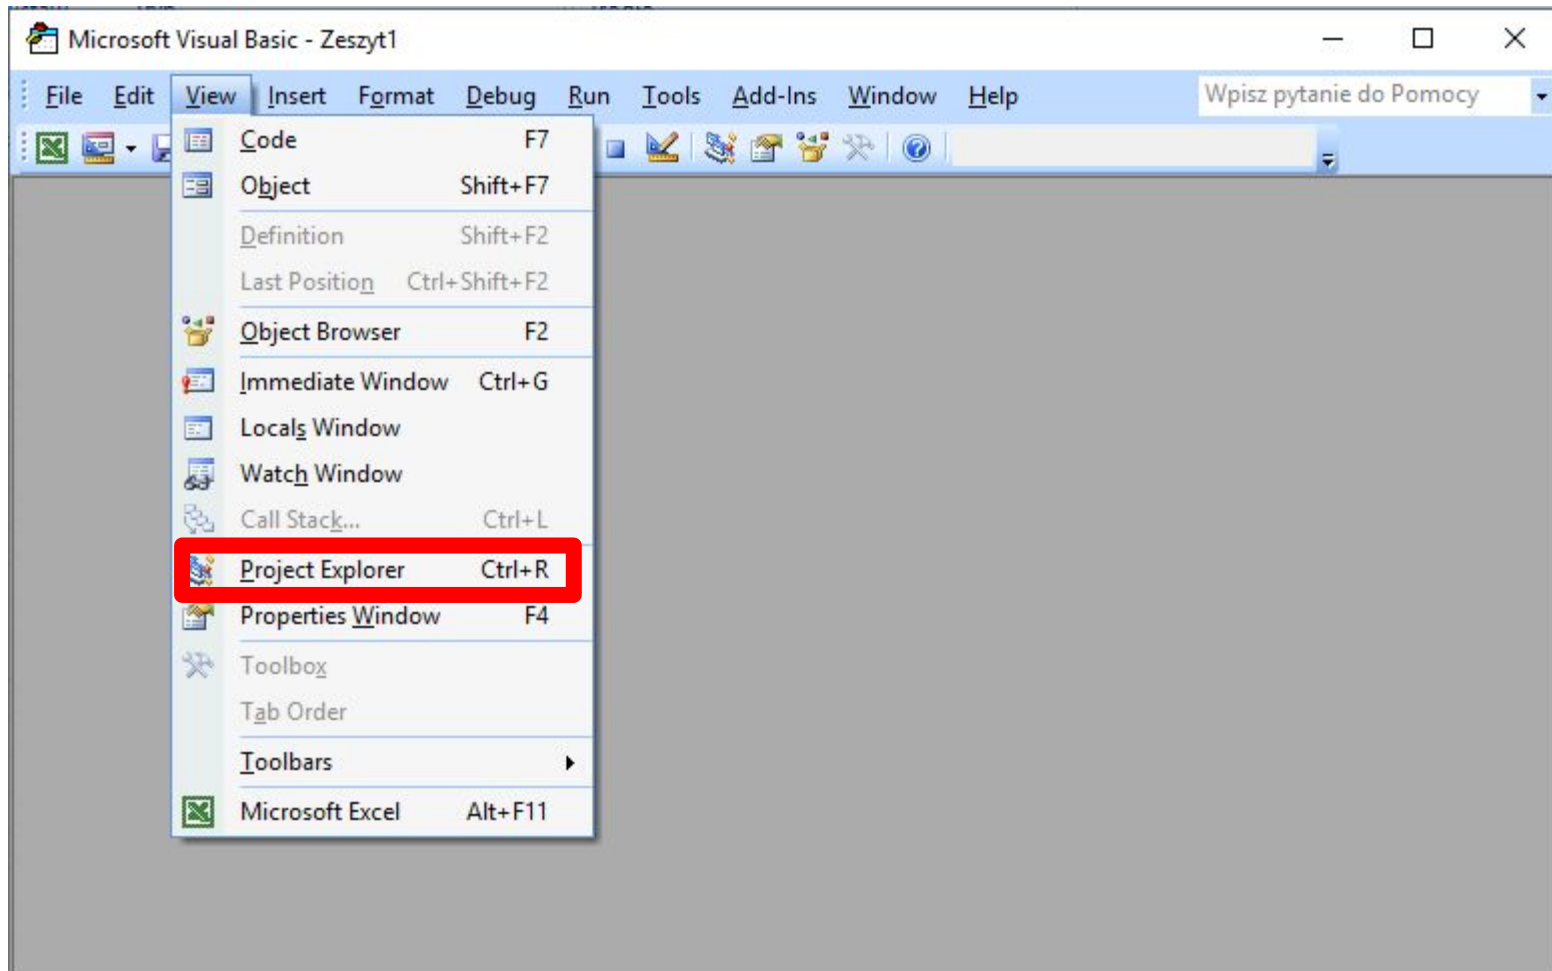 Microsoft Visual Basic - Zeszyt1
File Edit View Insert Format Debug Run Tools Add-Ins Window Help Wpisz pytanie do Pomocy
Code F7
Object Shift+F7
Definition Shift+F2
Last Position Ctrl+Shift+F2
Object Browser F2
Immediate Window Ctrl+G
Locals Window
Watch Window
Call Stack... Ctrl+L
Project Explorer Ctrl+R
Properties Window F4
Toolbox
Tab Order
Toolbars
Microsoft Excel Alt+F11